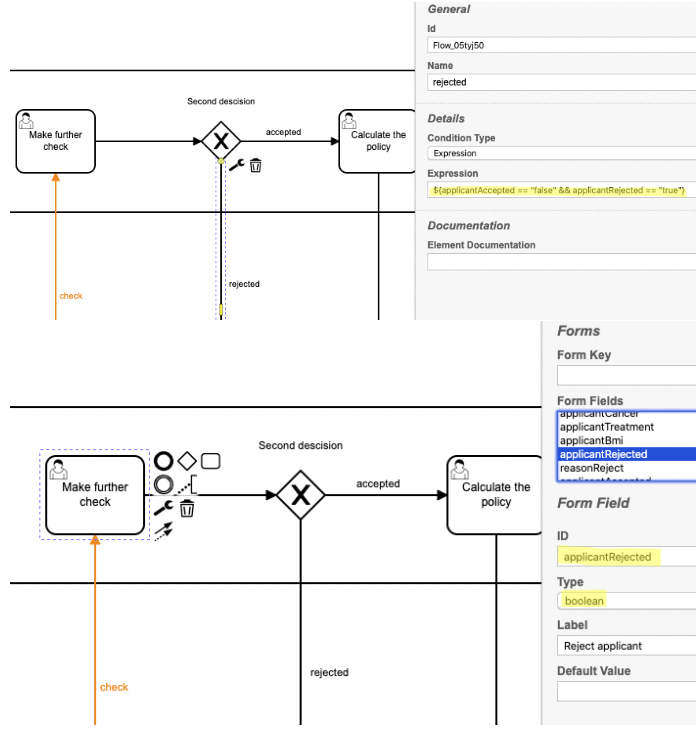 General
Id
Flow_05tyj50
Name
rejected
Second descision
Make further
check
accepted
Calculate the
policy
Details
Condition Type
Expression
Expression
${applicantAccepted == "false" && applicantRejected == "true"}
Documentation
Element Documentation
rejected
check
Forms
Form Key
Form Fields
applicantCancer
applicantTreatment
applicantBmi
applicantRejected
reasonReject
applicantAccepted
Second descision
Make further
check
accepted
Calculate the
policy
Form Field
ID
applicantRejected
Type
boolean
Label
Reject applicant
Default Value
rejected
check